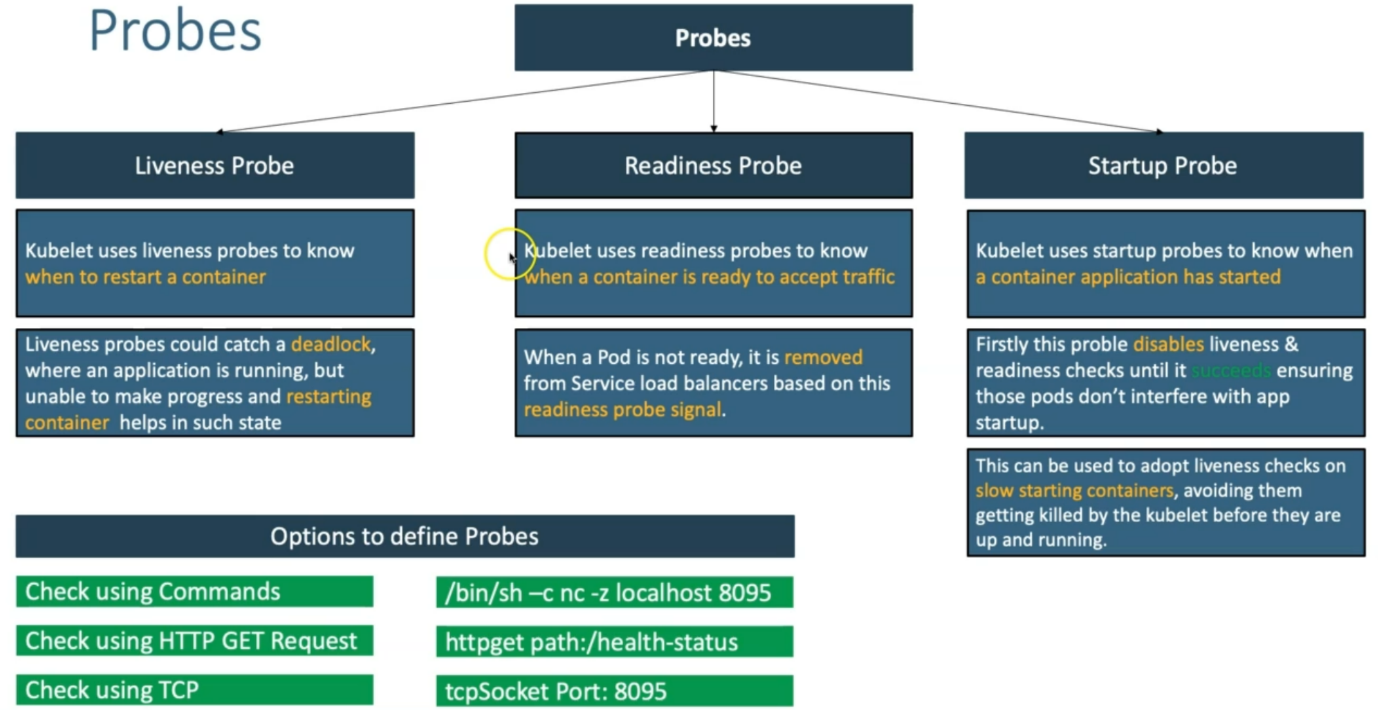 Probes
Probes
Liveness Probe
Kubelet uses liveness probes to know
when to restart a container
Liveness probes could catch a deadlock,
where an application is running, but
unable to make progress and restarting
container helps in such state
Readiness Probe
Kubelet uses readiness probes to know
when a container is ready to accept traffic
When a Pod is not ready, it is removed
from Service load balancers based on this
readiness probe signal.
Startup Probe
Kubelet uses startup probes to know when
a container application has started
Firstly this proble disables liveness &
readiness checks until it succeeds ensuring
those pods don't interfere with app
startup.
This can be used to adopt liveness checks on
slow starting containers, avoiding them
getting killed by the kubelet before they are
up and running.
Options to define Probes
Check using Commands
/bin/sh –c nc -z localhost 8095
Check using HTTP GET Request
httpget path:/health-status
Check using TCP
tcpSocket Port: 8095